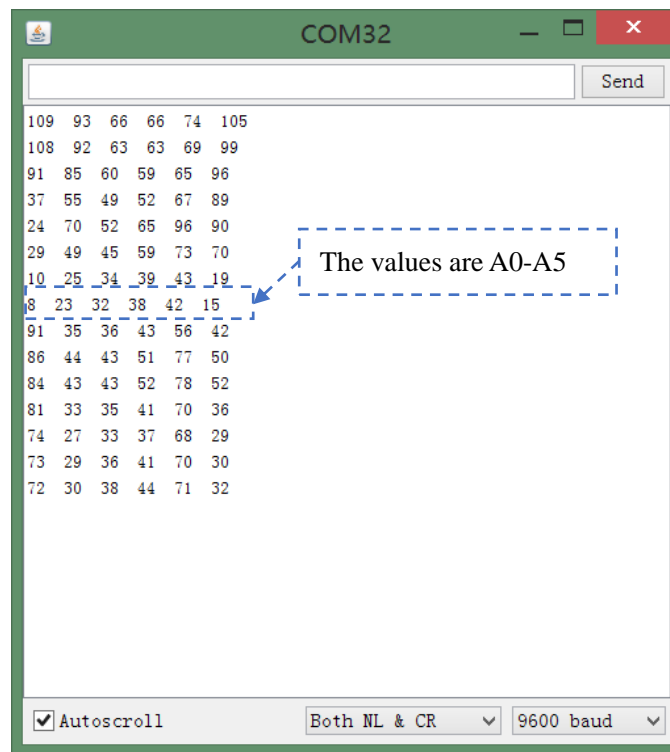 COM32
Send
109 93 66 66 74 105
108 92 63 63 69 99
91 85 60 59 65 96
37 55 49 52 67 89
24 70 52 65 96 90
29 49 45 59 73 70
10 25 34 39 43 19
8 23 32 38 42 15
91 35 36 43 56 42
86 44 43 51 77 50
84 43 43 52 78 52
81 33 35 41 70 36
74 27 33 37 68 29
73 29 36 41 70 30
72 30 38 44 71 32
The values are A0-A5
Autoscroll Both NL & CR 9600 baud